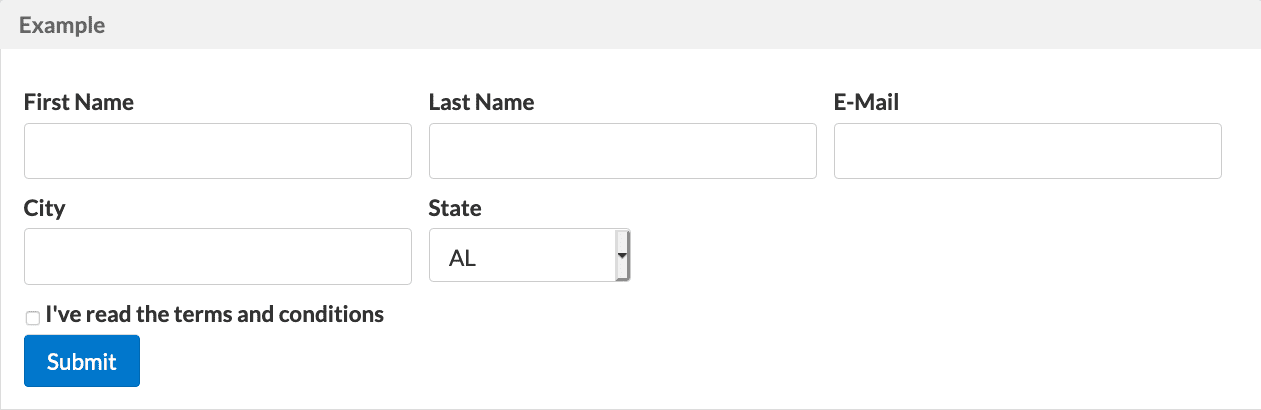 Example
First Name Last Name E-Mail
City State
AL
I've read the terms and conditions
Submit